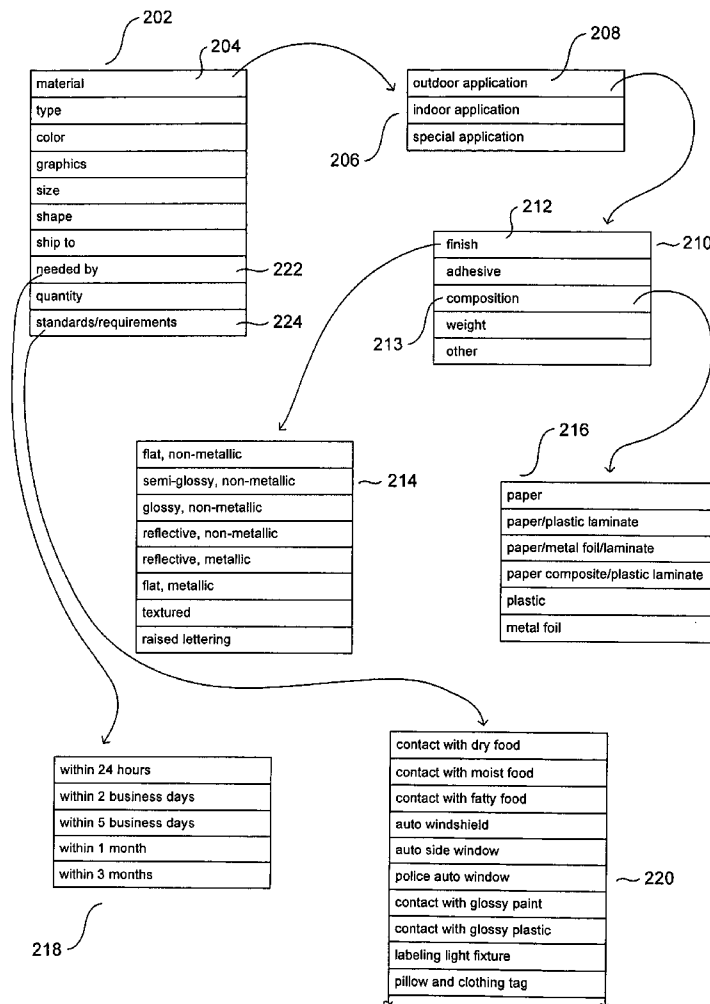 202
204
material
type
color
graphics
size
shape
ship to
needed by
quantity
standards/requirements
222
224
208
outdoor application
indoor application
special application
206
212
210
finish
adhesive
composition
weight
other
213
flat, non-metallic
semi-glossy, non-metallic
glossy, non-metallic
reflective, non-metallic
reflective, metallic
flat, metallic
textured
raised lettering
214
216
paper
paper/plastic laminate
paper/metal foil/laminate
paper composite/plastic laminate
plastic
metal foil
within 24 hours
within 2 business days
within 5 business days
within 1 month
within 3 months
218
contact with dry food
contact with moist food
contact with fatty food
auto windshield
auto side window
police auto window
contact with glossy paint
contact with glossy plastic
labeling light fixture
pillow and clothing tag
220